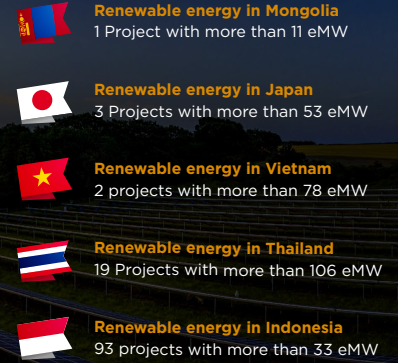 Renewable energy in Mongolia
1 Project with more than 11 eMW
Renewable energy in Japan
3 Projects with more than 53 eMW
Renewable energy in Vietnam
2 projects with more than 78 eMW
Renewable energy in Thailand
19 Projects with more than 106 eMW
Renewable energy in Indonesia
93 projects with more than 33 eMW